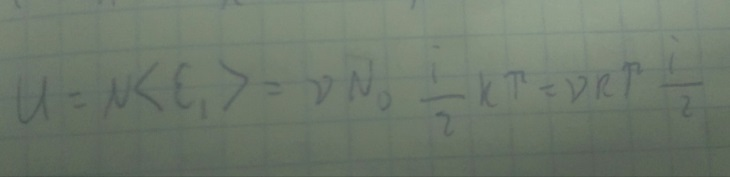 U = N<ε₁> = νN₀ i/2 kT = νRT i/2